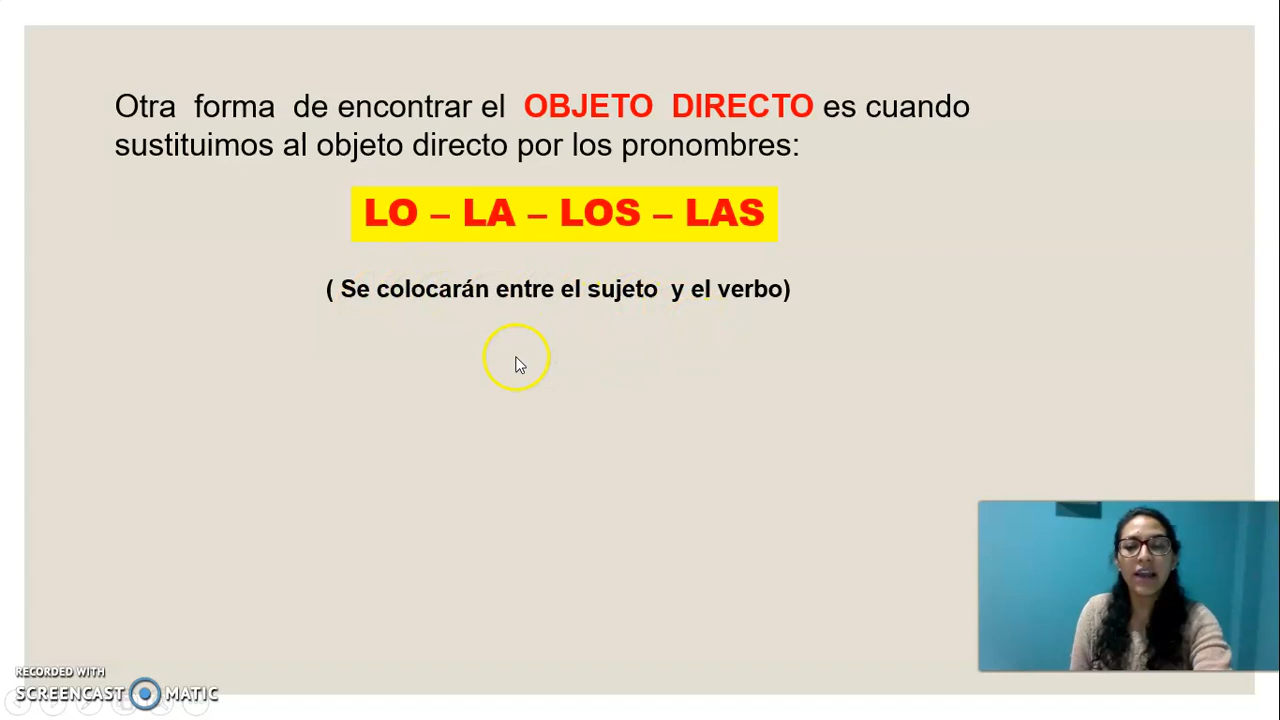 Otra forma de encontrar el OBJETO DIRECTO es cuando
sustituimos al objeto directo por los pronombres:
LO – LA – LOS – LAS
( Se colocarán entre el sujeto y el verbo)
RECORDED WITH
SCREENCAST MATIC